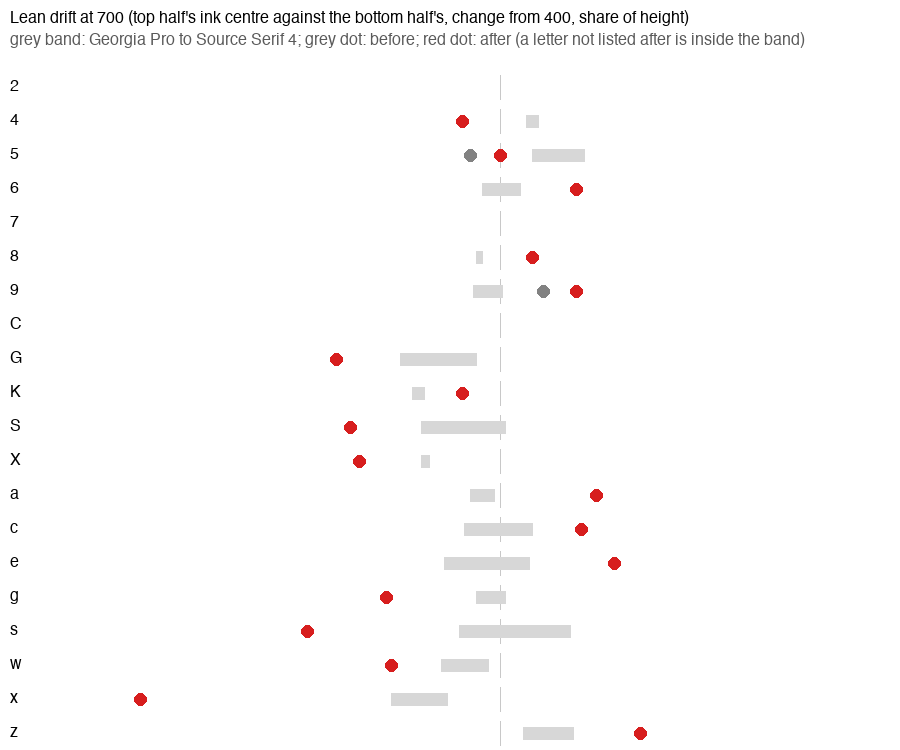 Lean drift at 700 (top half's ink centre against the bottom half's, change from 400, share of height)
grey band: Georgia Pro to Source Serif 4; grey dot: before; red dot: after (a letter not listed after is inside the band)
2
4
5
6
7
8
9
C
G
K
S
X
a
c
e
g
s
w
x
z